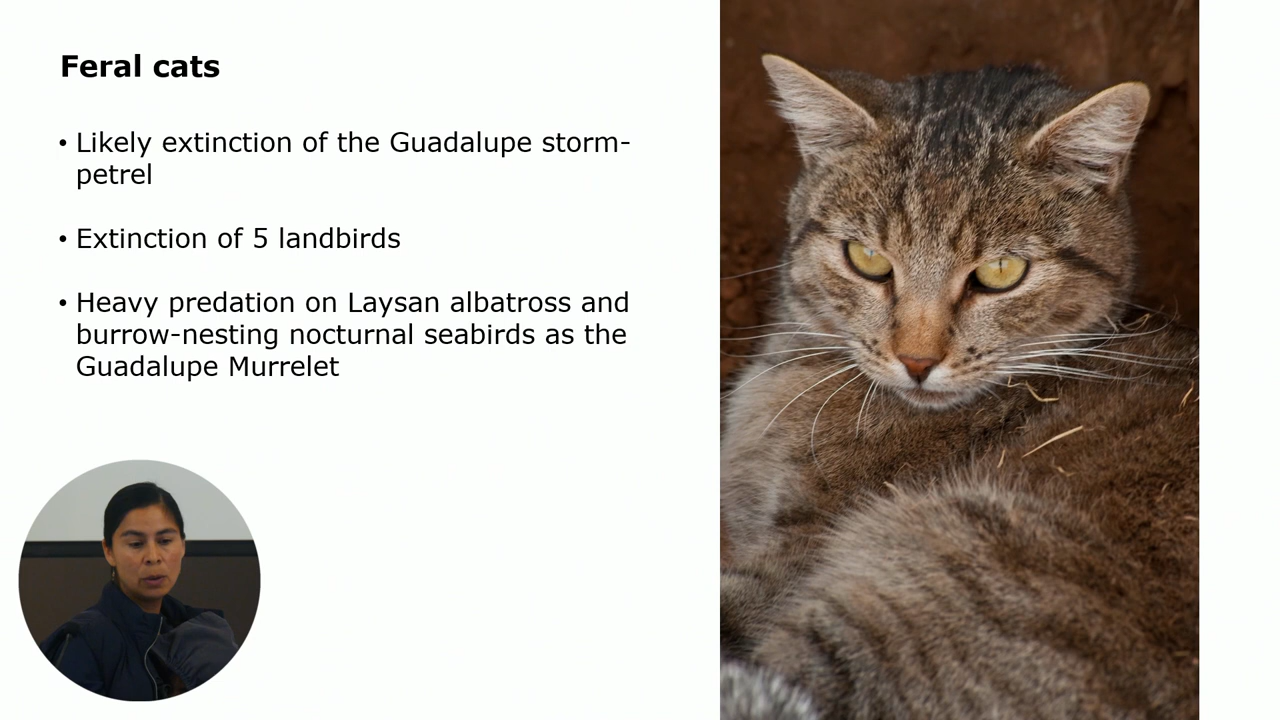 Feral cats
• Likely extinction of the Guadalupe storm-
petrel
• Extinction of 5 landbirds
• Heavy predation on Laysan albatross and
burrow-nesting nocturnal seabirds as the
Guadalupe Murrelet